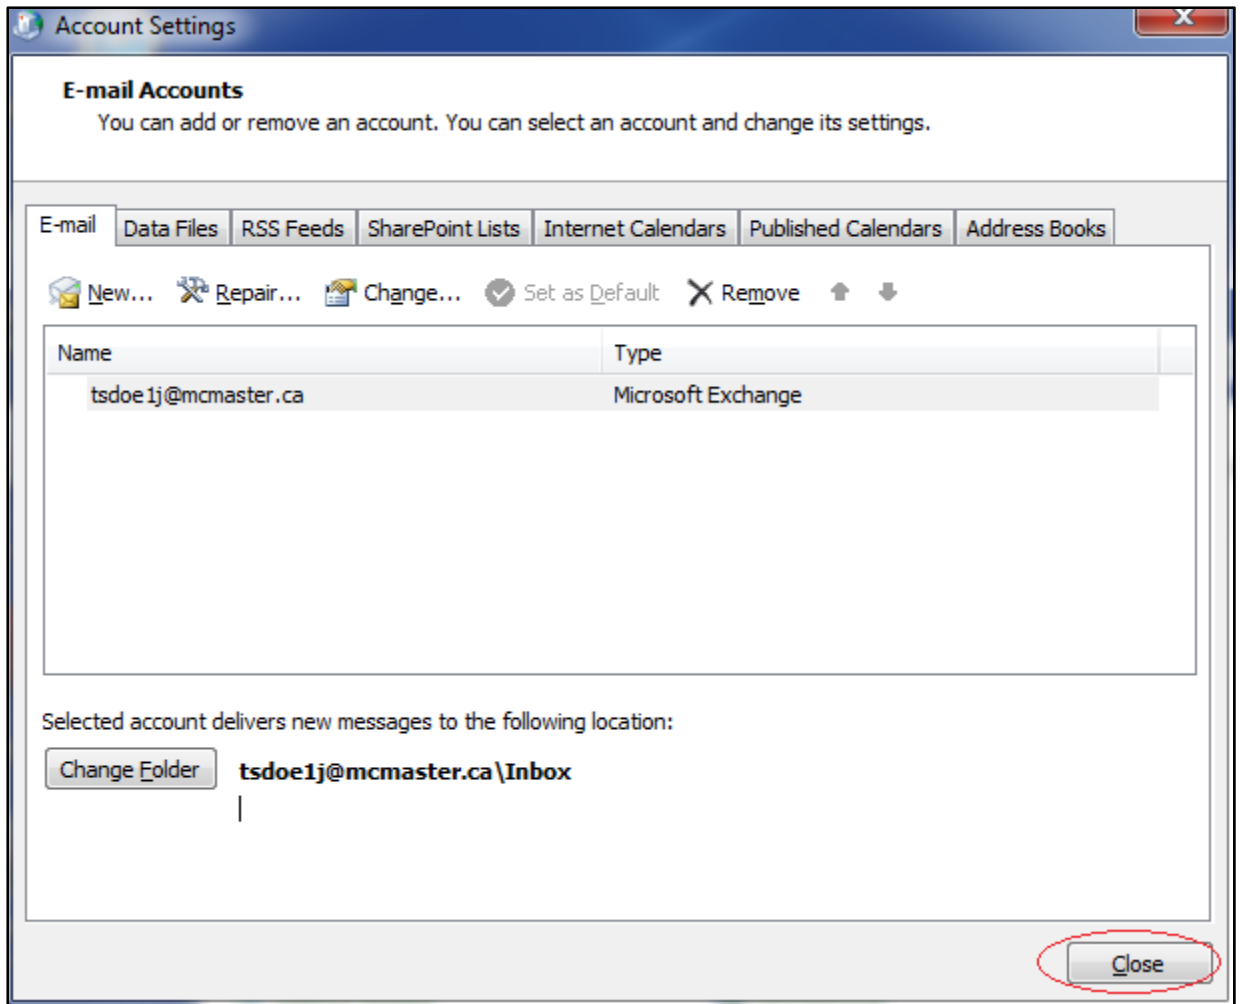 Account Settings
X
E-mail Accounts
You can add or remove an account. You can select an account and change its settings.
E-mail Data Files RSS Feeds SharePoint Lists Internet Calendars Published Calendars Address Books
New... Repair... Change... Set as Default Remove
Name Type
tsdoe1j@mcmaster.ca Microsoft Exchange
Selected account delivers new messages to the following location:
Change Folder tsdoe1j@mcmaster.ca\Inbox
Close